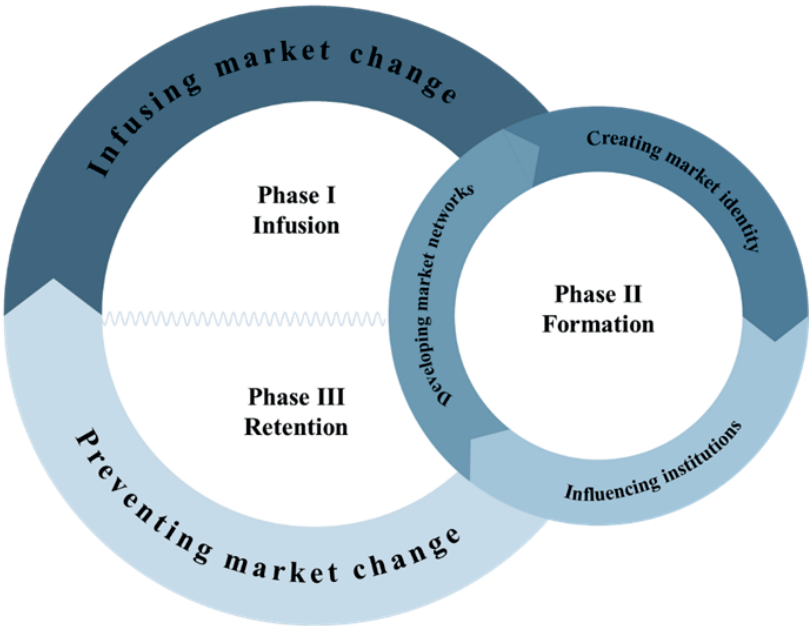 Infusing market change
Phase I
Infusion
Creating market identity
Developing market networks
Phase II
Formation
Influencing institutions
Phase III
Retention
Preventing market change